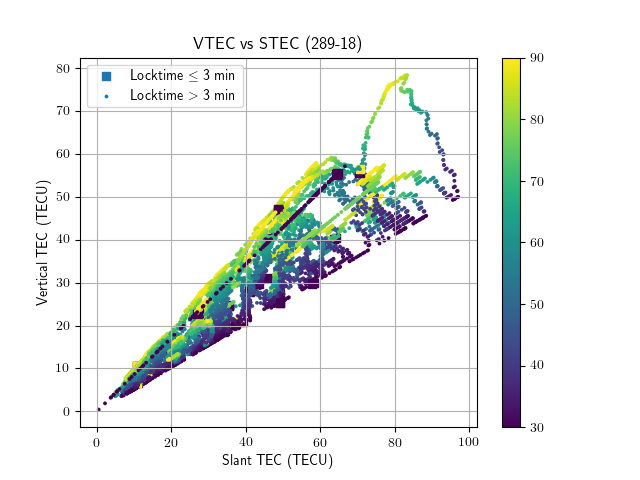 VTEC vs STEC (289-18)
Locktime ≤ 3 min
Locktime > 3 min
80
70
60
50
40
30
20
10
0
Vertical TEC (TECU)
0 20 40 60 80 100
Slant TEC (TECU)
90
80
70
60
50
40
30